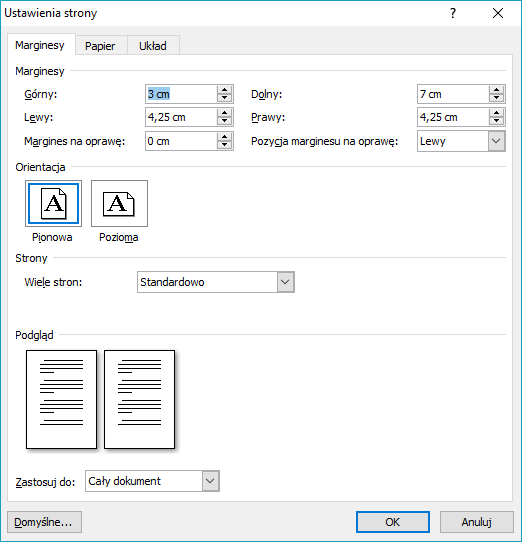 Ustawienia strony ?
Marginesy Papier Układ
Marginesy
Górny: 3 cm Dolny: 7 cm
Lewy: 4,25 cm Prawy: 4,25 cm
Margines na oprawę: 0 cm Pozycja marginesu na oprawę: Lewy
Orientacja
A A
Pionowa Pozioma
Strony
Wiele stron: Standardowo
Podgląd
Zastosuj do: Cały dokument
Domyślne... OK Anuluj